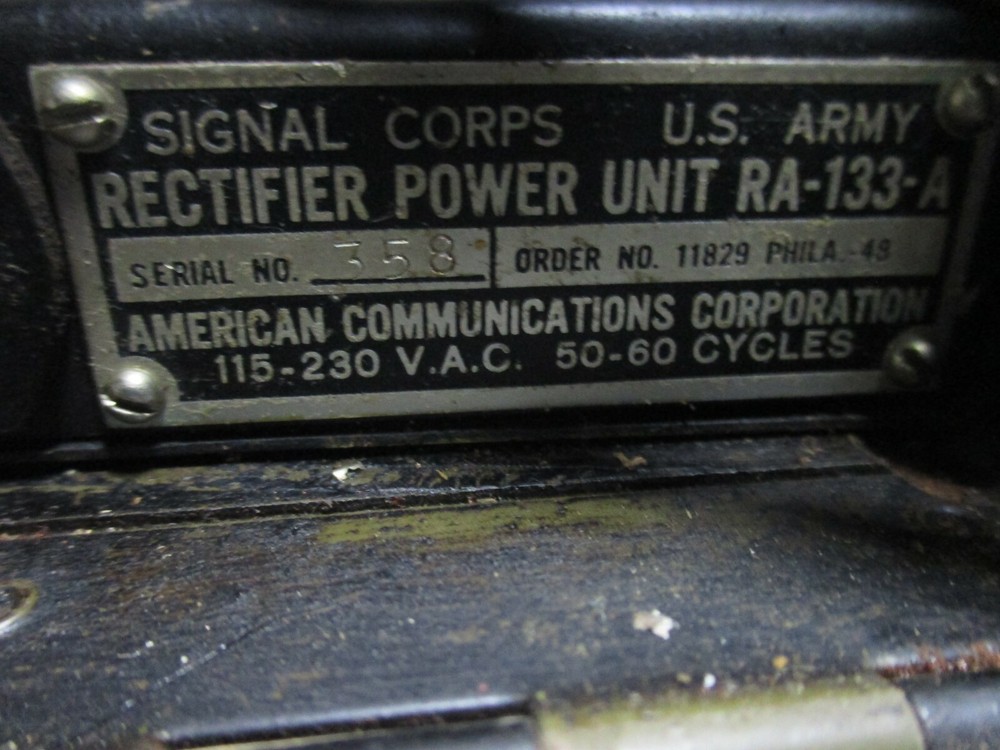 SIGNAL CORPS U.S. ARMY
RECTIFIER POWER UNIT RA-133-A
SERIAL NO. 358 ORDER NO. 11829 PHILA.-49
AMERICAN COMMUNICATIONS CORPORATION
115-230 V.A.C. 50-60 CYCLES